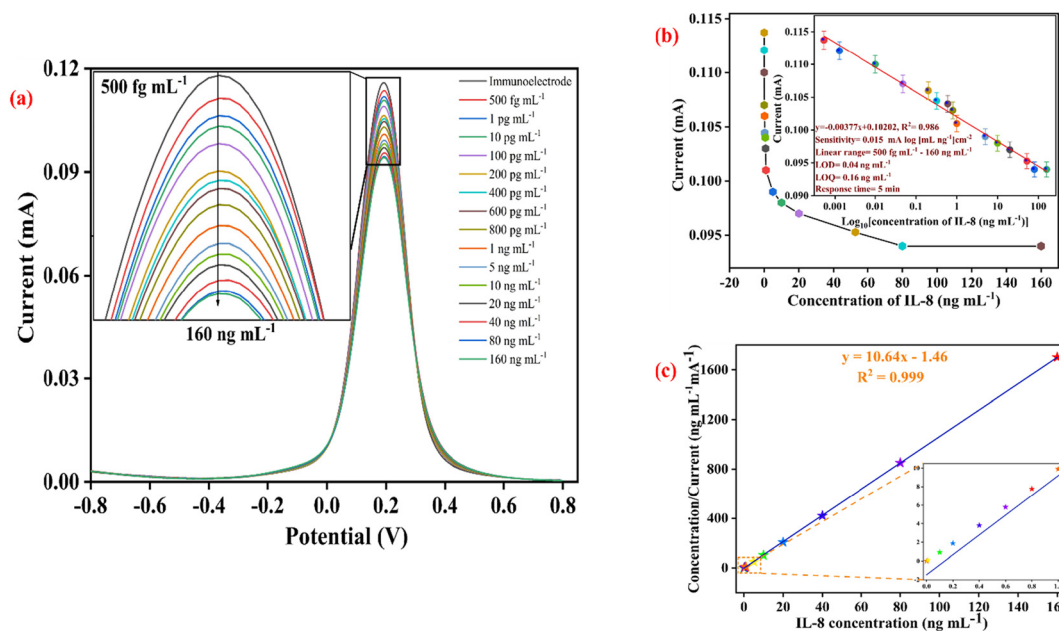 (a)
Current (mA)
0.12
0.09
0.06
0.03
0.00
-0.8
-0.6
-0.4
-0.2
0.0
0.2
0.4
0.6
0.8
Potential (V)
500 fg mL⁻¹
160 ng mL⁻¹
Immunoelectrode
500 fg mL⁻¹
1 pg mL⁻¹
10 pg mL⁻¹
100 pg mL⁻¹
200 pg mL⁻¹
400 pg mL⁻¹
600 pg mL⁻¹
800 pg mL⁻¹
1 ng mL⁻¹
5 ng mL⁻¹
10 ng mL⁻¹
20 ng mL⁻¹
40 ng mL⁻¹
80 ng mL⁻¹
160 ng mL⁻¹
(b)
Current (mA)
0.115
0.110
0.105
0.100
0.095
-20
0
20
40
60
80
100
120
140
160
Concentration of IL-8 (ng mL⁻¹)
Current (mA)
0.115
0.110
0.105
0.100
0.095
0.090
y=-0.00377x+0.10202, R²= 0.986
Sensitivity= 0.015 mA log [mL ng⁻¹]cm⁻²
Linear range= 500 fg mL⁻¹ - 160 ng mL⁻¹
LOD= 0.04 ng mL⁻¹
LOQ= 0.16 ng mL⁻¹
Response time= 5 min
0.001
0.01
0.1
1
10
100
Log₁₀[concentration of IL-8 (ng mL⁻¹)]
(c)
Concentration/Current (ng mL⁻¹mA⁻¹)
1600
1200
800
400
0
y = 10.64x - 1.46
R² = 0.999
0
20
40
60
80
100
120
140
160
IL-8 concentration (ng mL⁻¹)
8
6
4
2
0
0.0
0.2
0.4
0.6
0.8